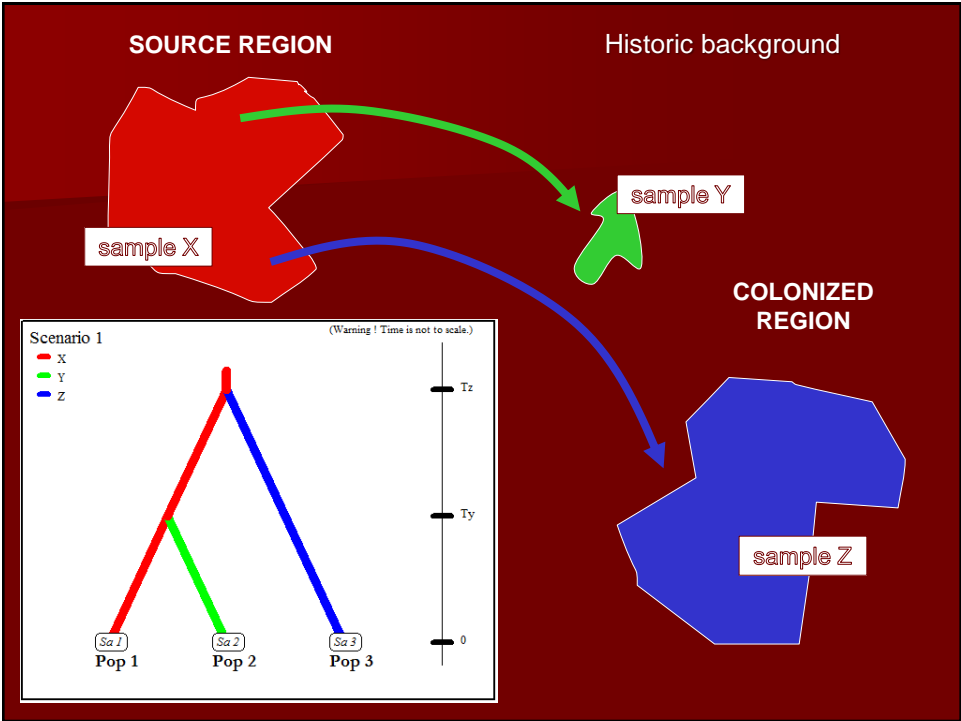 SOURCE REGION
Historic background
sample X
sample Y
COLONIZED
REGION
sample Z
Scenario 1
(Warning ! Time is not to scale.)
X
Y
Z
Tz
Ty
0
Sa 1
Sa 2
Sa 3
Pop 1
Pop 2
Pop 3